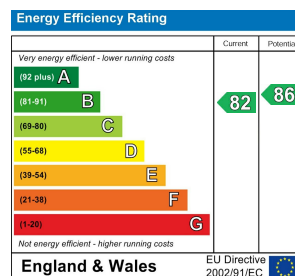 Energy Efficiency Rating
Current
Potentia
Very energy efficient - lower running costs
(92 plus) A
(81-91) B
82
86
(69-80) C
(55-68) D
(39-54) E
(21-38) F
(1-20) G
Not energy efficient - higher running costs
England & Wales
EU Directive
2002/91/EC